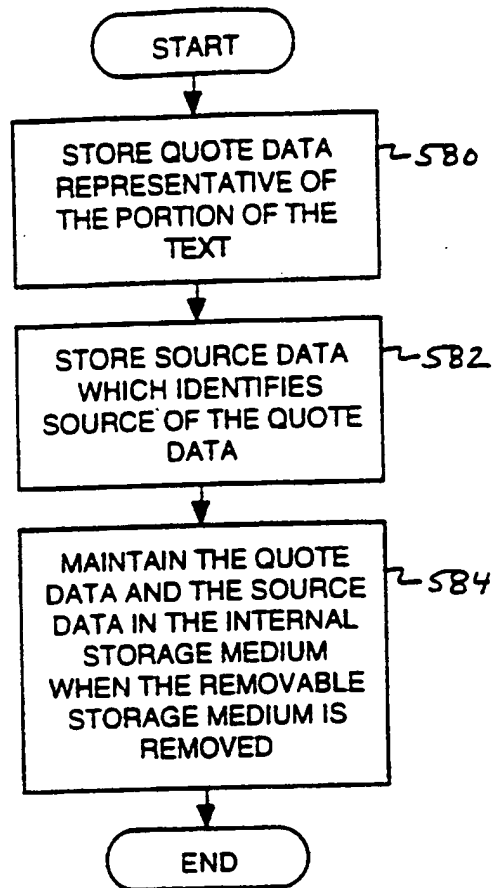 START
STORE QUOTE DATA
REPRESENTATIVE OF
THE PORTION OF THE
TEXT
580
STORE SOURCE DATA
WHICH IDENTIFIES
SOURCE OF THE QUOTE
DATA
582
MAINTAIN THE QUOTE
DATA AND THE SOURCE
DATA IN THE INTERNAL
STORAGE MEDIUM
WHEN THE REMOVABLE
STORAGE MEDIUM IS
REMOVED
584
END